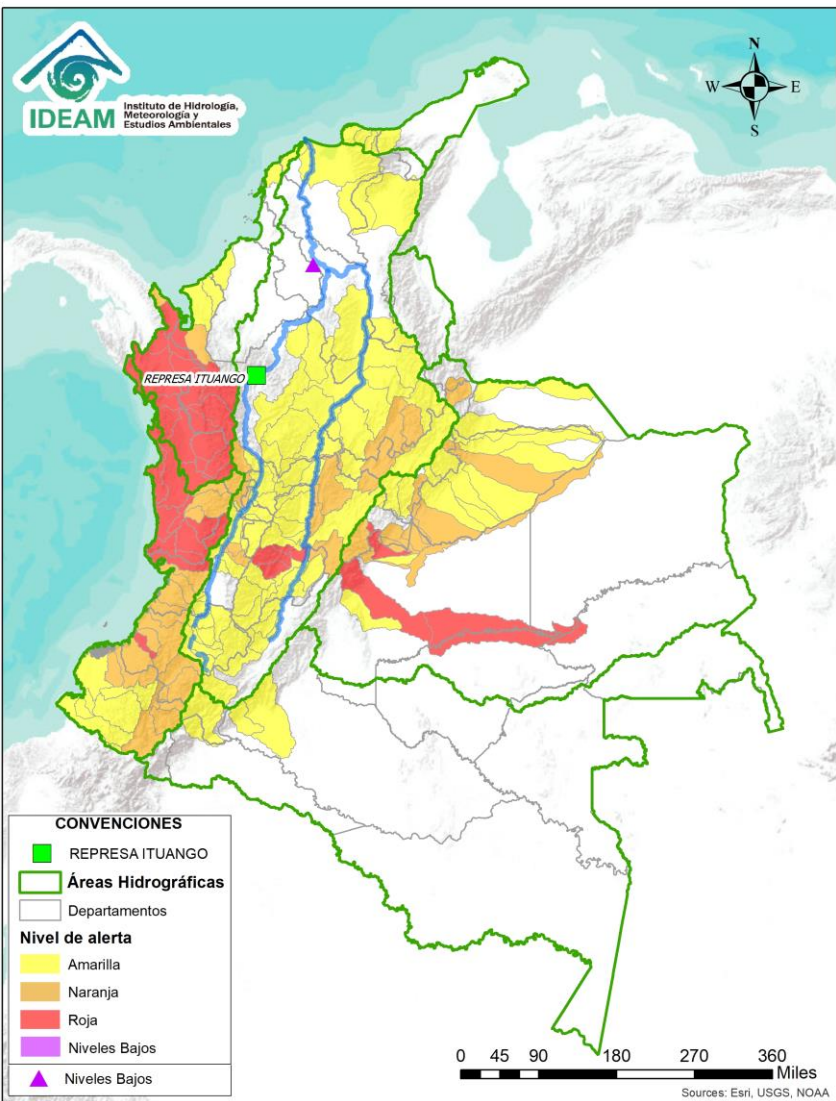 IDEAM
Instituto de Hidrología,
Meteorología y
Estudios Ambientales
N
W
E
S
REPRESA ITUANGO
CONVENCIONES
REPRESA ITUANGO
Áreas Hidrográficas
Departamentos
Nivel de alerta
Amarilla
Naranja
Roja
Niveles Bajos
Niveles Bajos
0 45 90 180 270 360
Miles
Sources: Esri, USGS, NOAA